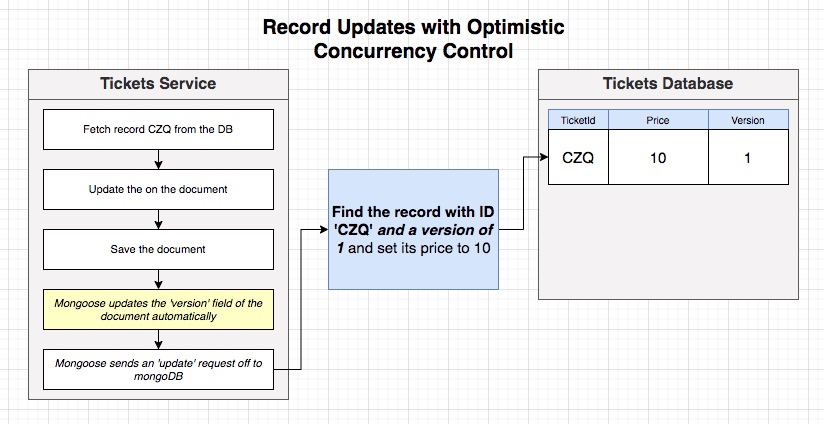 Record Updates with Optimistic
Concurrency Control
Tickets Service
Fetch record CZQ from the DB
Update the on the document
Save the document
Mongoose updates the 'version' field of the
document automatically
Mongoose sends an 'update' request off to
mongoDB
Find the record with ID
'CZQ' and a version of
1 and set its price to 10
Tickets Database
TicketId Price Version
CZQ 10 1